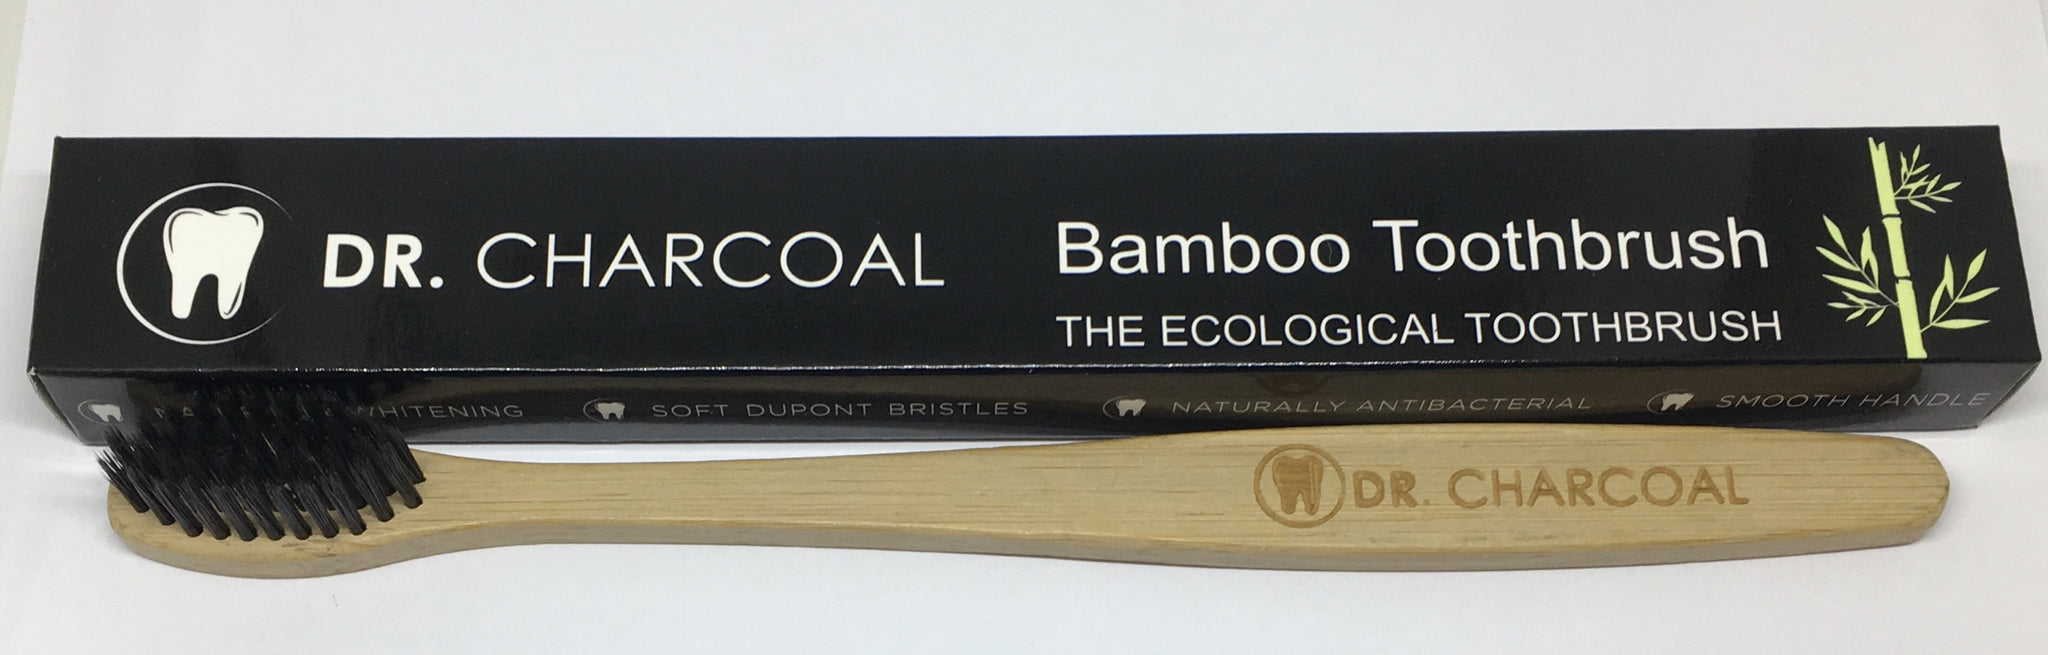 DR. CHARCOAL
Bamboo Toothbrush
THE ECOLOGICAL TOOTHBRUSH
WHITENING
SOFT DUPONT BRISTLES
NATURALLY ANTIBACTERIAL
SMOOTH HANDLE
DR. CHARCOAL